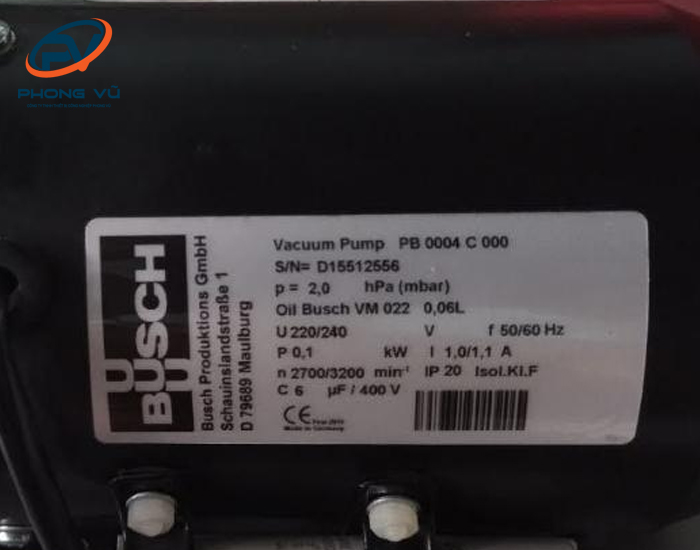 PHONG VŨ
BUSCH
Busch Produktions GmbH
Schauinslandstraße 1
D 79689 Maulburg
Vacuum Pump PB 0004 C 000
S/N= D15512556
p = 2,0 hPa (mbar)
Oil Busch VM 022 0,06L
U 220/240 V f 50/60 Hz
P 0,1 kW I 1,0/1,1 A
n 2700/3200 min⁻¹ IP 20 Isol.Kl.F
C 6 µF / 400 V
CE
Made in Germany